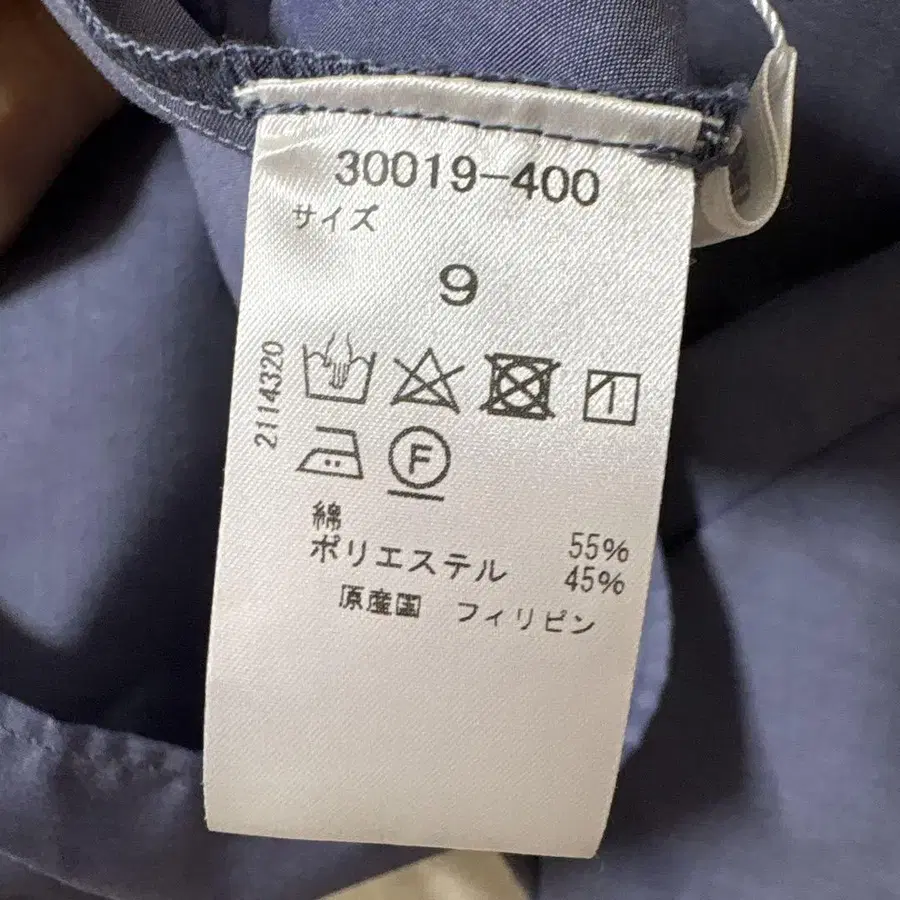 30019-400
サイズ
9
2114320
F
綿 55%
ポリエステル 45%
原産国 フィリピン